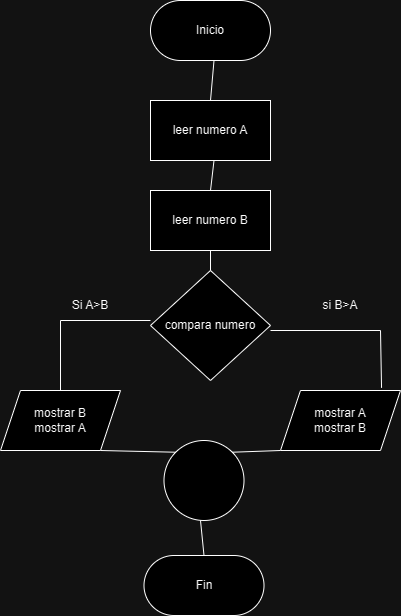 Inicio
leer numero A
leer numero B
Si A>B
si B>A
compara numero
mostrar B
mostrar A
mostrar A
mostrar B
Fin